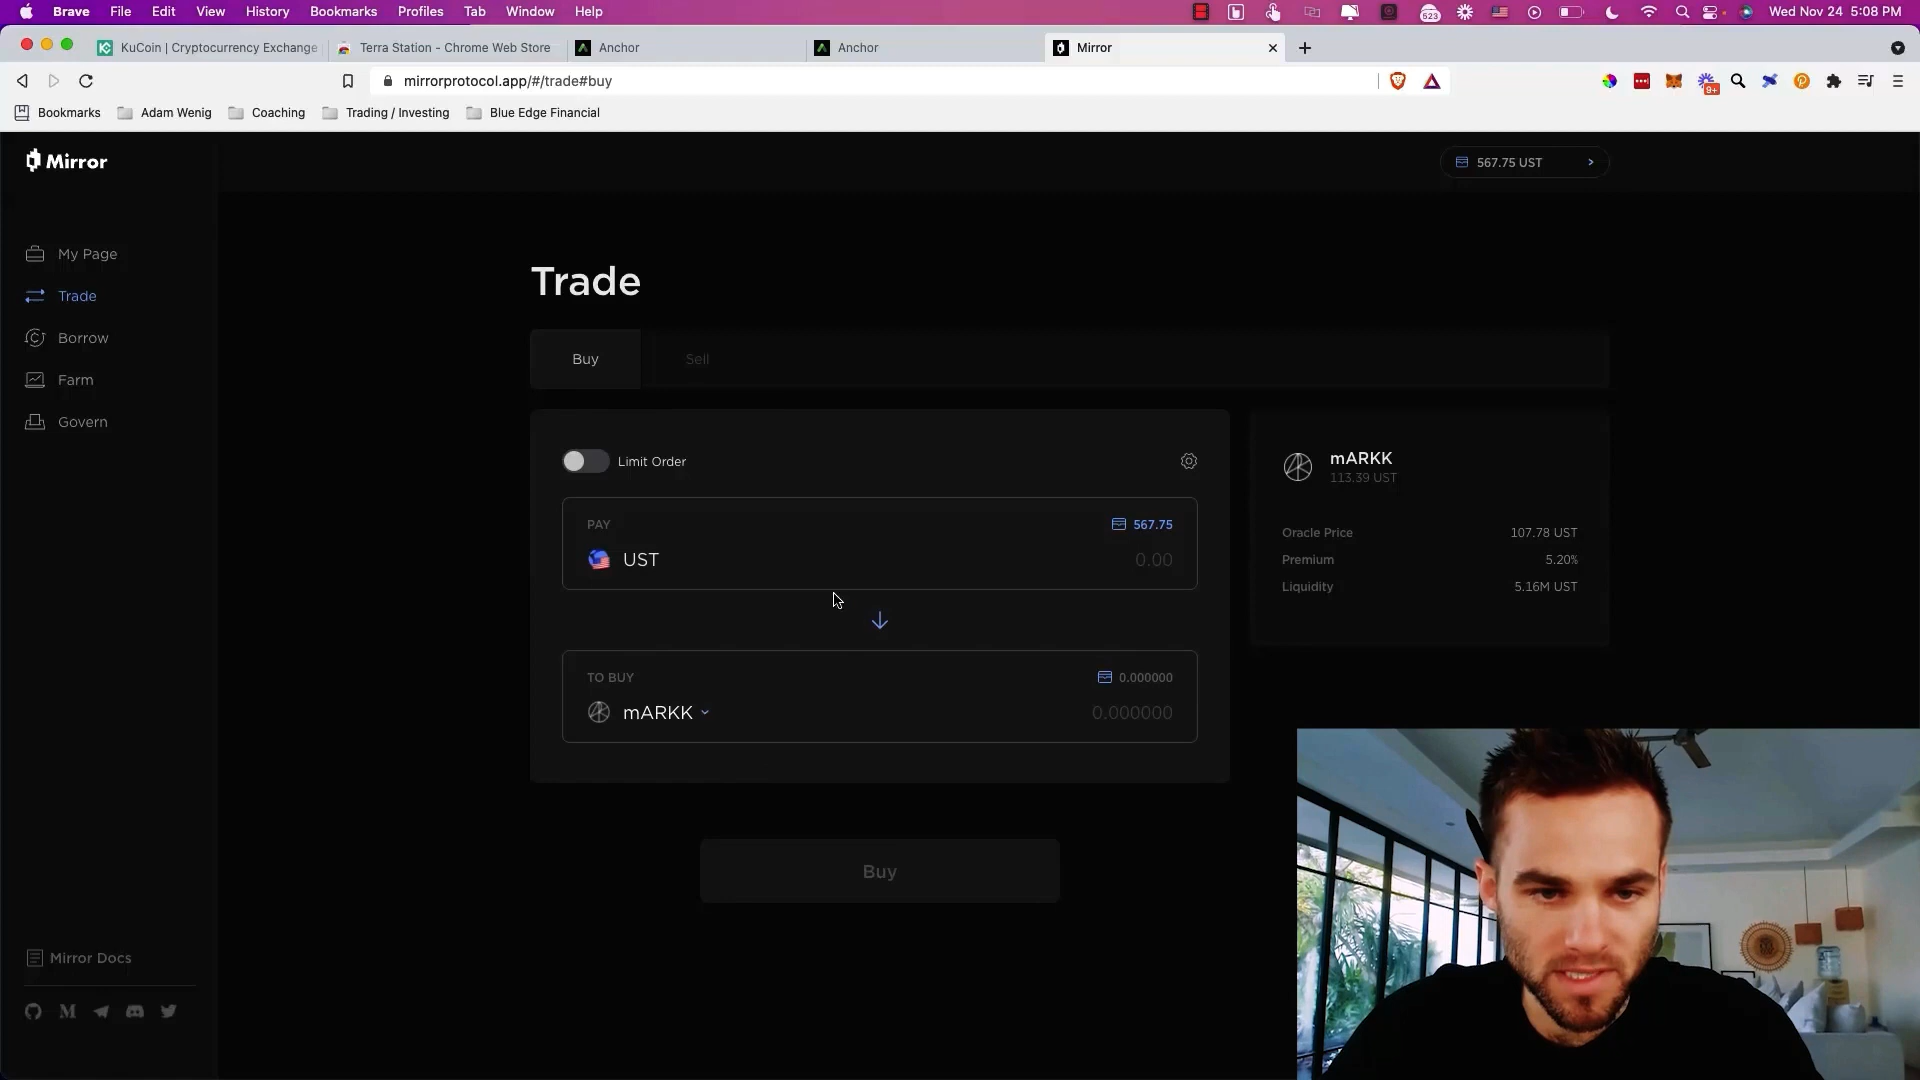 Brave File Edit View History Bookmarks Profiles Tab Window Help 523 Wed Nov 24 5:08 PM
KuCoin | Cryptocurrency Exchange Terra Station - Chrome Web Store Anchor Anchor Mirror
mirrorprotocol.app/#/trade#buy 9+
Bookmarks Adam Wenig Coaching Trading / Investing Blue Edge Financial
Mirror 567.75 UST
My Page
Trade
Borrow
Farm
Govern
Mirror Docs
Trade
Buy Sell
Limit Order
PAY 567.75
UST 0.00
TO BUY 0.000000
mARKK 0.000000
Buy
mARKK
113.39 UST
Oracle Price 107.78 UST
Premium 5.20%
Liquidity 5.16M UST